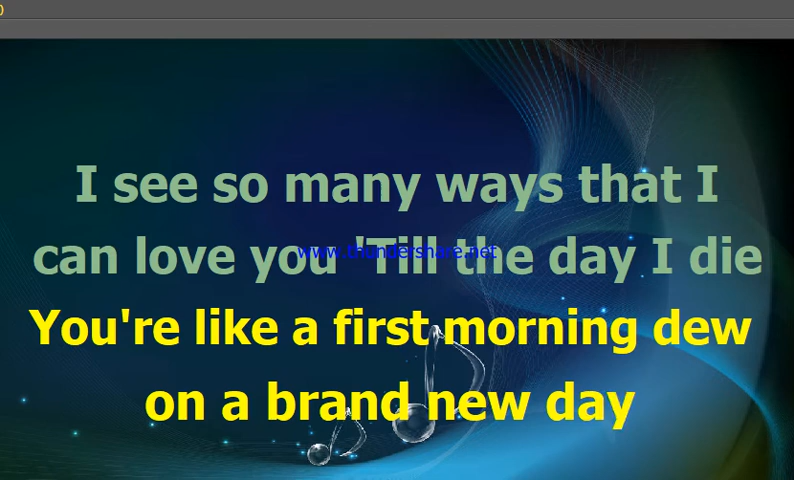 I see so many ways that I
can love you 'Till the day I die
www.thundershare.net
You're like a first morning dew
on a brand new day